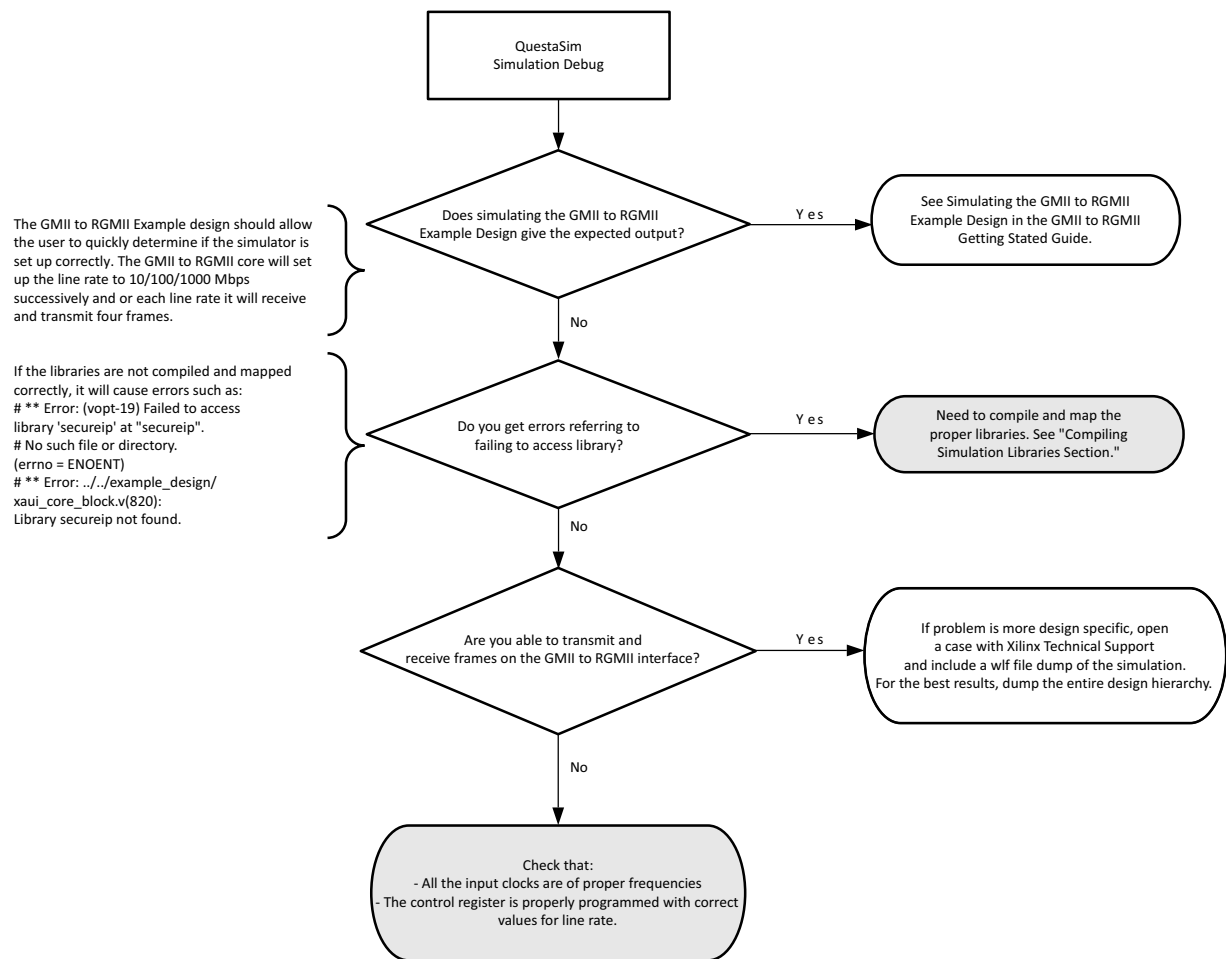 QuestaSim
Simulation Debug
Does simulating the GMII to RGMII
Example Design give the expected output?
Yes
See Simulating the GMII to RGMII
Example Design in the GMII to RGMII
Getting Stated Guide.
The GMII to RGMII Example design should allow
the user to quickly determine if the simulator is
set up correctly. The GMII to RGMII core will set
up the line rate to 10/100/1000 Mbps
successively and or each line rate it will receive
and transmit four frames.
No
If the libraries are not compiled and mapped
correctly, it will cause errors such as:
# ** Error: (vopt-19) Failed to access
library 'secureip' at "secureip".
# No such file or directory.
(errno = ENOENT)
# ** Error: ../../example_design/
xaui_core_block.v(820):
Library secureip not found.
Do you get errors referring to
failing to access library?
Yes
Need to compile and map the
proper libraries. See "Compiling
Simulation Libraries Section."
No
Are you able to transmit and
receive frames on the GMII to RGMII interface?
Yes
If problem is more design specific, open
a case with Xilinx Technical Support
and include a wlf file dump of the simulation.
For the best results, dump the entire design hierarchy.
No
Check that:
- All the input clocks are of proper frequencies
- The control register is properly programmed with correct
values for line rate.